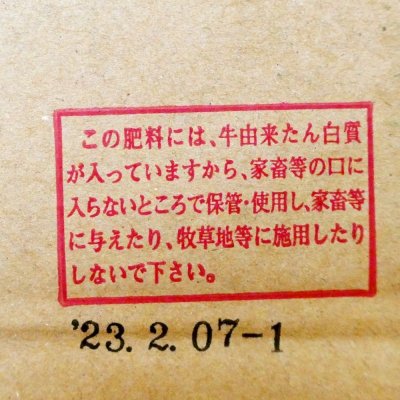 この肥料には、牛由来たん白質
が入っていますから、家畜等の口に
入らないところで保管・使用し、家畜等
に与えたり、牧草地等に施用したり
しないで下さい。
'23. 2. 07-1